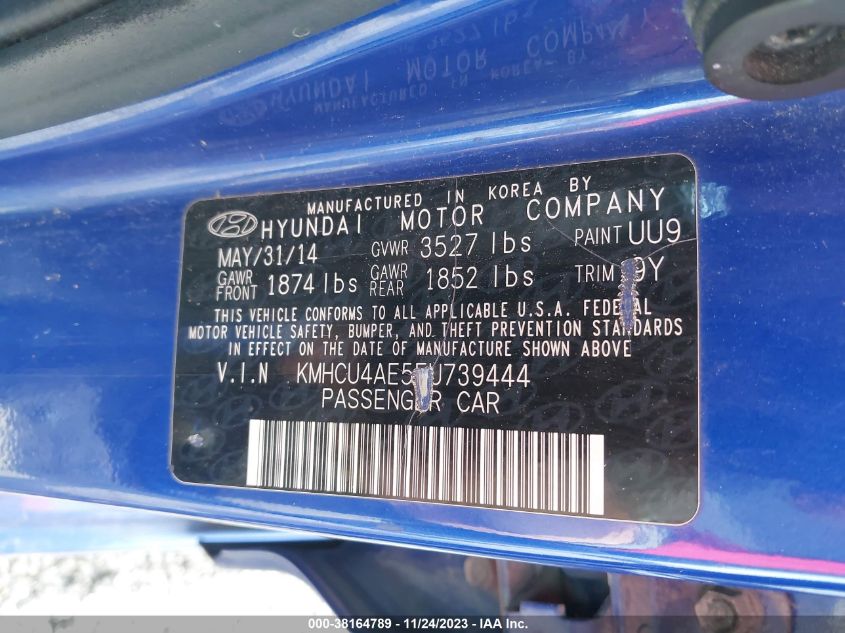 MANUFACTURED IN KOREA BY
HYUNDAI MOTOR COMPANY
MAY/31/14 GVWR 3527 lbs PAINT UU9
GAWR FRONT 1874 lbs GAWR REAR 1852 lbs TRIM 9Y
THIS VEHICLE CONFORMS TO ALL APPLICABLE U.S.A. FEDERAL
MOTOR VEHICLE SAFETY, BUMPER, AND THEFT PREVENTION STANDARDS
IN EFFECT ON THE DATE OF MANUFACTURE SHOWN ABOVE
V.I.N
PASSENGER CAR
000-38164789 - 11/24/2023 - IAA Inc.